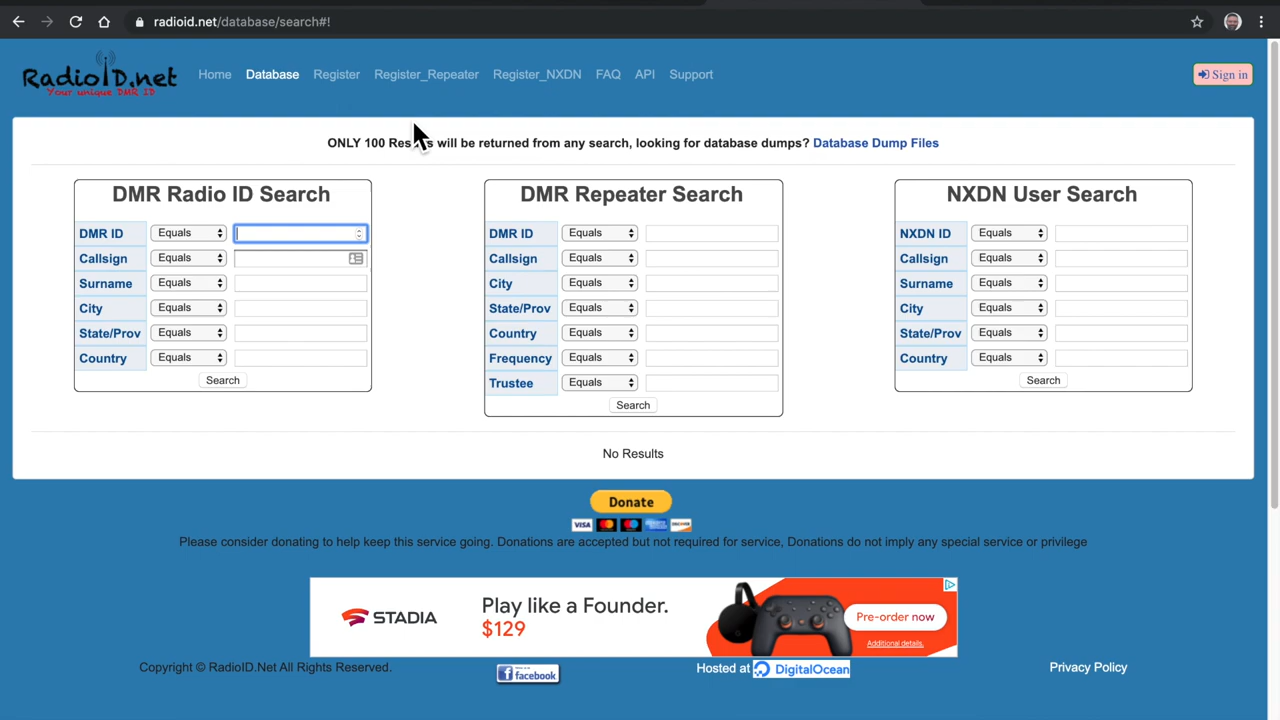 radioid.net/database/search#!
RadioID.net
Your unique DMR ID
Home Database Register Register_Repeater Register_NXDN FAQ API Support
Sign in
ONLY 100 Res s will be returned from any search, looking for database dumps? Database Dump Files
DMR Radio ID Search
DMR ID Equals
Callsign Equals
Surname Equals
City Equals
State/Prov Equals
Country Equals
Search
DMR Repeater Search
DMR ID Equals
Callsign Equals
City Equals
State/Prov Equals
Country Equals
Frequency Equals
Trustee Equals
Search
NXDN User Search
NXDN ID Equals
Callsign Equals
Surname Equals
City Equals
State/Prov Equals
Country Equals
Search
No Results
Donate
VISA DISCOVER
Please consider donating to help keep this service going. Donations are accepted but not required for service, Donations do not imply any special service or privilege
STADIA
Play like a Founder.
$129
Pre-order now
Additional details.
Copyright © RadioID.Net All Rights Reserved.
facebook
Hosted at DigitalOcean
Privacy Policy